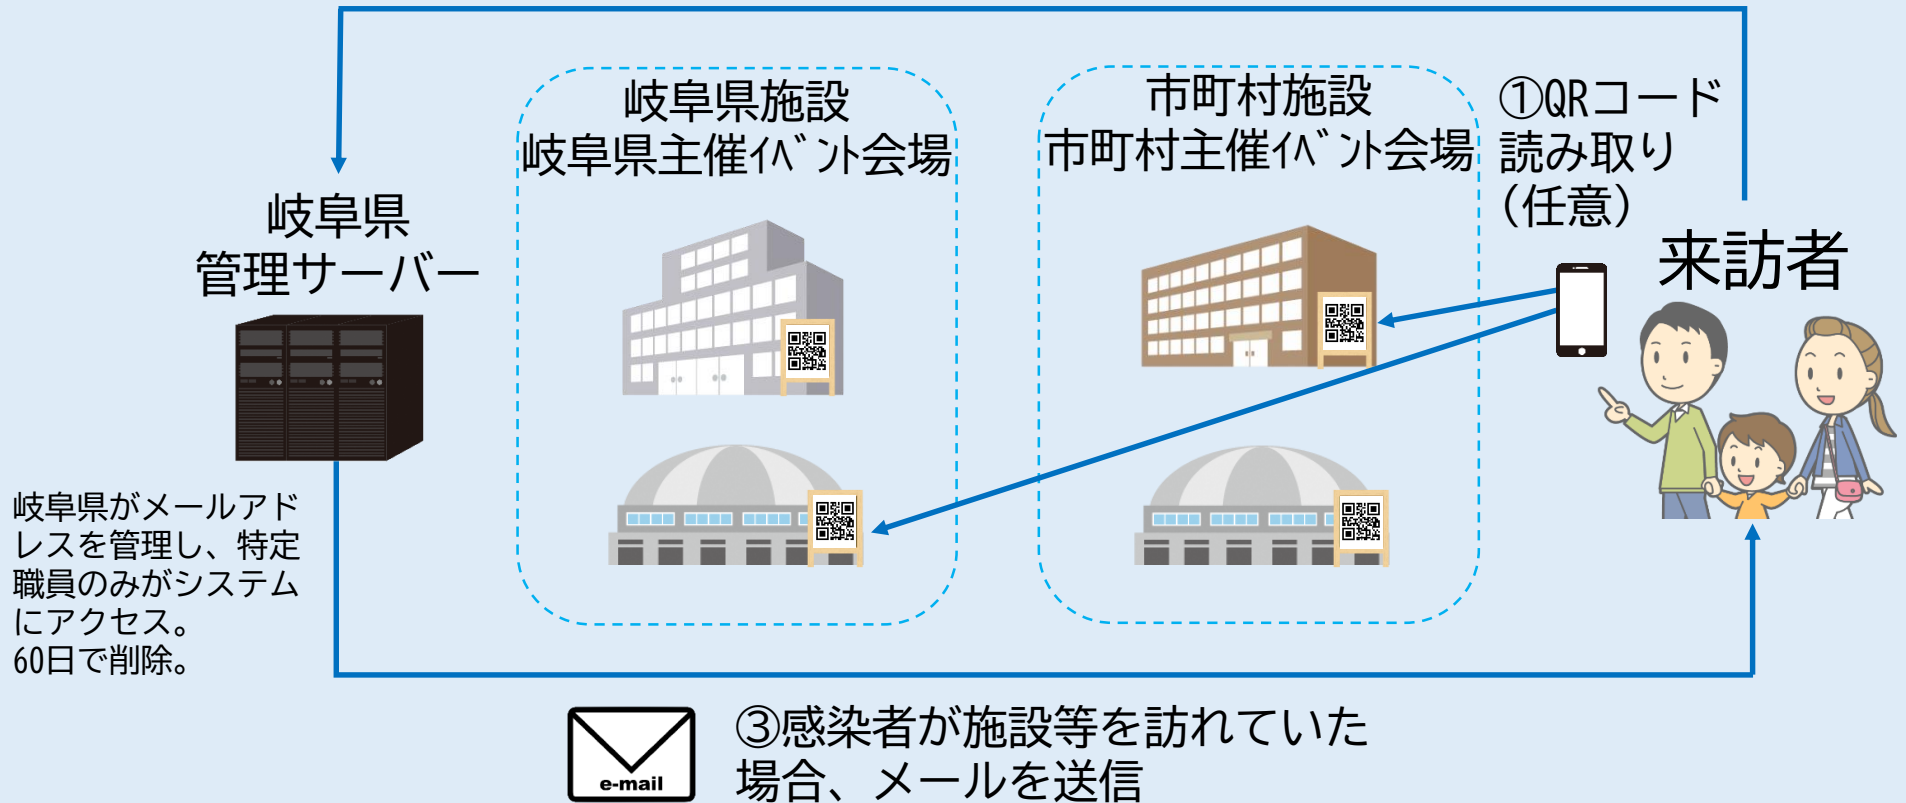 岐阜県施設
岐阜県主催ｲﾍﾞﾝﾄ会場
市町村施設
市町村主催ｲﾍﾞﾝﾄ会場
①QRコード
読み取り
(任意)
来訪者
岐阜県
管理サーバー
岐阜県がメールアド
レスを管理し、特定
職員のみがシステム
にアクセス。
60日で削除。
e-mail
③感染者が施設等を訪れていた
場合、メールを送信